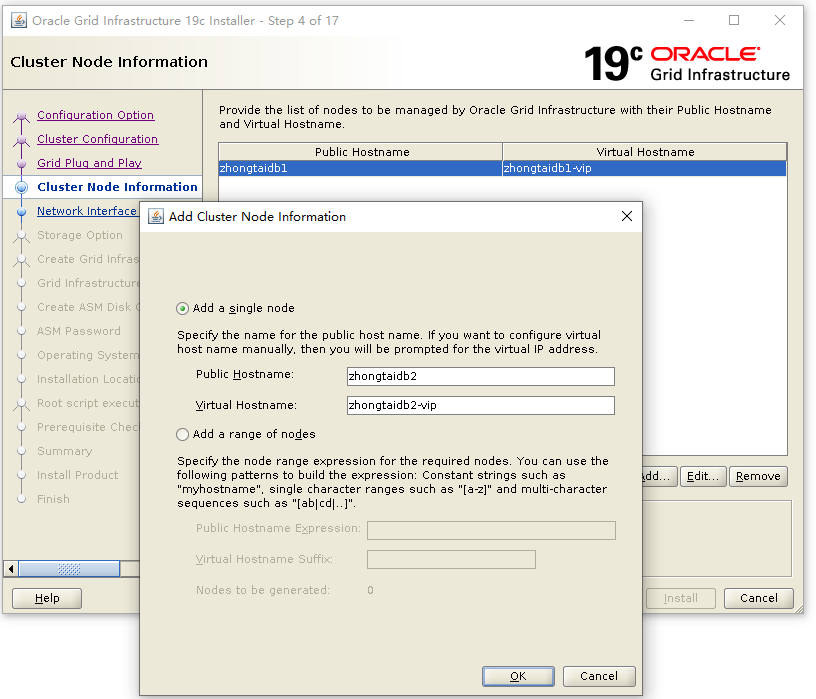 Oracle Grid Infrastructure 19c Installer - Step 4 of 17
Cluster Node Information
19c ORACLE
Grid Infrastructure
Configuration Option
Cluster Configuration
Grid Plug and Play
Cluster Node Information
Network Interface
Storage Option
Create Grid Infras
Grid Infrastructure
Create ASM Disk
ASM Password
Operating System
Installation Locatio
Root script execut
Prerequisite Chec
Summary
Install Product
Finish
Provide the list of nodes to be managed by Oracle Grid Infrastructure with their Public Hostname
and Virtual Hostname.
Public Hostname Virtual Hostname
zhongtaidb1 zhongtaidb1-vip
Add Cluster Node Information
Add a single node
Specify the name for the public host name. If you want to configure virtual
host name manually, then you will be prompted for the virtual IP address.
Public Hostname: zhongtaidb2
Virtual Hostname: zhongtaidb2-vip
Add a range of nodes
Specify the node range expression for the required nodes. You can use the
following patterns to build the expression: Constant strings such as
"myhostname", single character ranges such as "[a-z]" and multi-character
sequences such as "[ab|cd|..]".
Public Hostname Expression:
Virtual Hostname Suffix:
Nodes to be generated: 0
OK Cancel
dd... Edit... Remove
Help Install Cancel